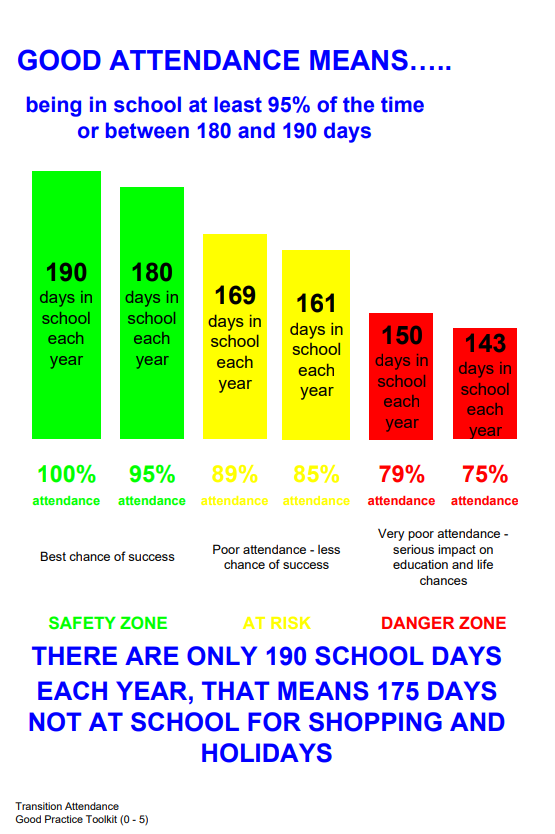 GOOD ATTENDANCE MEANS…..
being in school at least 95% of the time
or between 180 and 190 days
190
days in
school
each
year
180
days in
school
each
year
169
days in
school
each
year
161
days in
school
each
year
150
days in
school
each
year
143
days in
school
each
year
100%
attendance
95%
attendance
89%
attendance
85%
attendance
79%
attendance
75%
attendance
Best chance of success
Poor attendance - less
chance of success
Very poor attendance -
serious impact on
education and life
chances
SAFETY ZONE
AT RISK
DANGER ZONE
THERE ARE ONLY 190 SCHOOL DAYS
EACH YEAR, THAT MEANS 175 DAYS
NOT AT SCHOOL FOR SHOPPING AND
HOLIDAYS
Transition Attendance
Good Practice Toolkit (0 - 5)